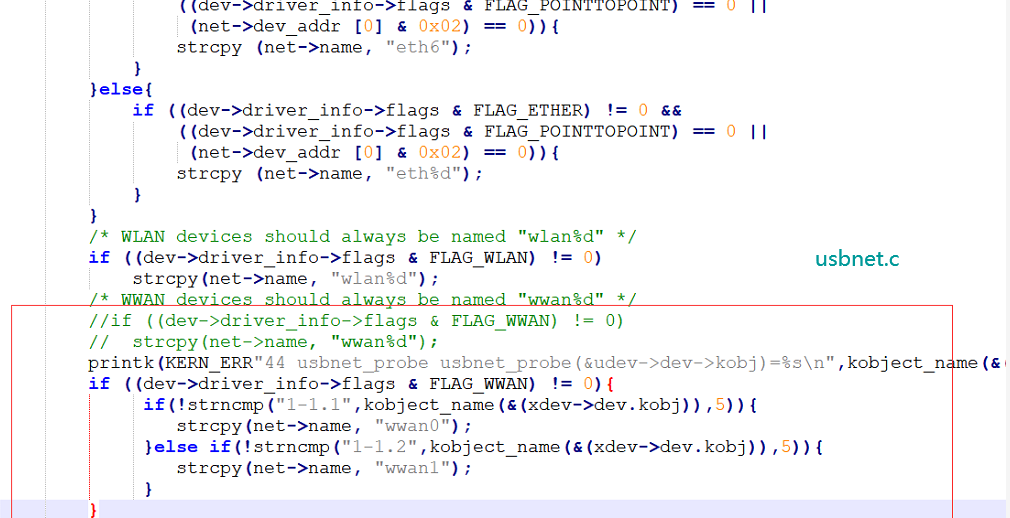 ((dev->driver_info->flags & FLAG_POINTTOPOINT) == 0 ||
(net->dev_addr [0] & 0x02) == 0)){
strcpy (net->name, "eth6");
}
}else{
if ((dev->driver_info->flags & FLAG_ETHER) != 0 &&
((dev->driver_info->flags & FLAG_POINTTOPOINT) == 0 ||
(net->dev_addr [0] & 0x02) == 0)){
strcpy (net->name, "eth%d");
}
}
/* WLAN devices should always be named "wlan%d" */
if ((dev->driver_info->flags & FLAG_WLAN) != 0)
usbnet.c
strcpy(net->name, "wlan%d");
/* WWAN devices should always be named "wwan%d" */
//if ((dev->driver_info->flags & FLAG_WWAN) != 0)
//  strcpy(net->name, "wwan%d");
printk(KERN_ERR"44 usbnet_probe usbnet_probe(&udev->dev->kobj)=%s\n",kobject_name(&(
if ((dev->driver_info->flags & FLAG_WWAN) != 0){
if(!strncmp("1-1.1",kobject_name(&(xdev->dev.kobj)),5)){
strcpy(net->name, "wwan0");
}else if(!strncmp("1-1.2",kobject_name(&(xdev->dev.kobj)),5)){
strcpy(net->name, "wwan1");
}
}